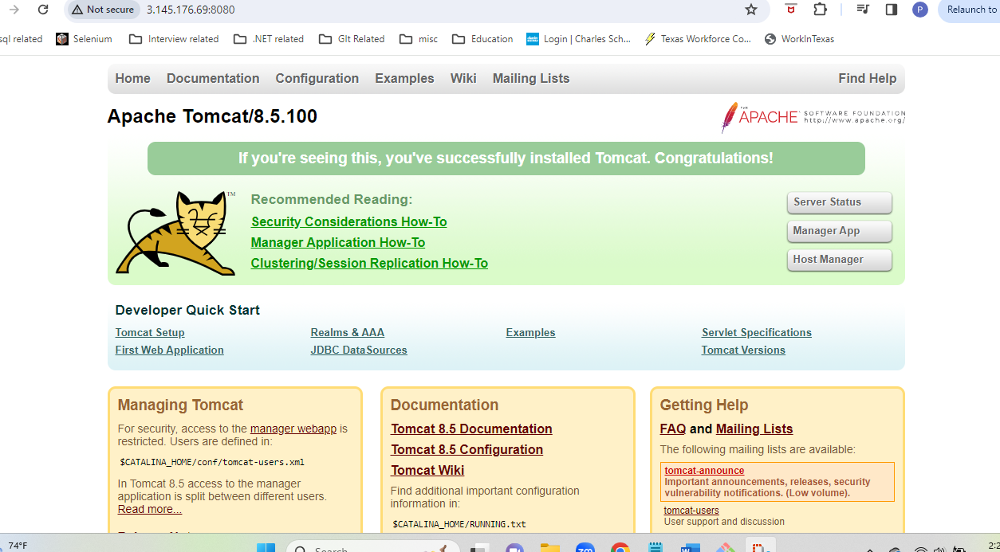 Not secure 3.145.176.69:8080 P Relaunch to
sql related Selenium Interview related .NET related GIt Related misc Education Login | Charles Sch... Texas Workforce Co... WorkInTexas
Home Documentation Configuration Examples Wiki Mailing Lists Find Help
Apache Tomcat/8.5.100
THE APACHE SOFTWARE FOUNDATION
http://www.apache.org/
If you're seeing this, you've successfully installed Tomcat. Congratulations!
TM
Recommended Reading:
Security Considerations How-To
Manager Application How-To
Clustering/Session Replication How-To
Server Status
Manager App
Host Manager
Developer Quick Start
Tomcat Setup
First Web Application
Realms & AAA
JDBC DataSources
Examples
Servlet Specifications
Tomcat Versions
Managing Tomcat
For security, access to the manager webapp is
restricted. Users are defined in:
$CATALINA_HOME/conf/tomcat-users.xml
In Tomcat 8.5 access to the manager
application is split between different users.
Read more...
Documentation
Tomcat 8.5 Documentation
Tomcat 8.5 Configuration
Tomcat Wiki
Find additional important configuration
information in:
$CATALINA_HOME/RUNNING.txt
Getting Help
FAQ and Mailing Lists
The following mailing lists are available:
tomcat-announce
Important announcements, releases, security
vulnerability notifications. (Low volume).
tomcat-users
User support and discussion
74°F Search zm W